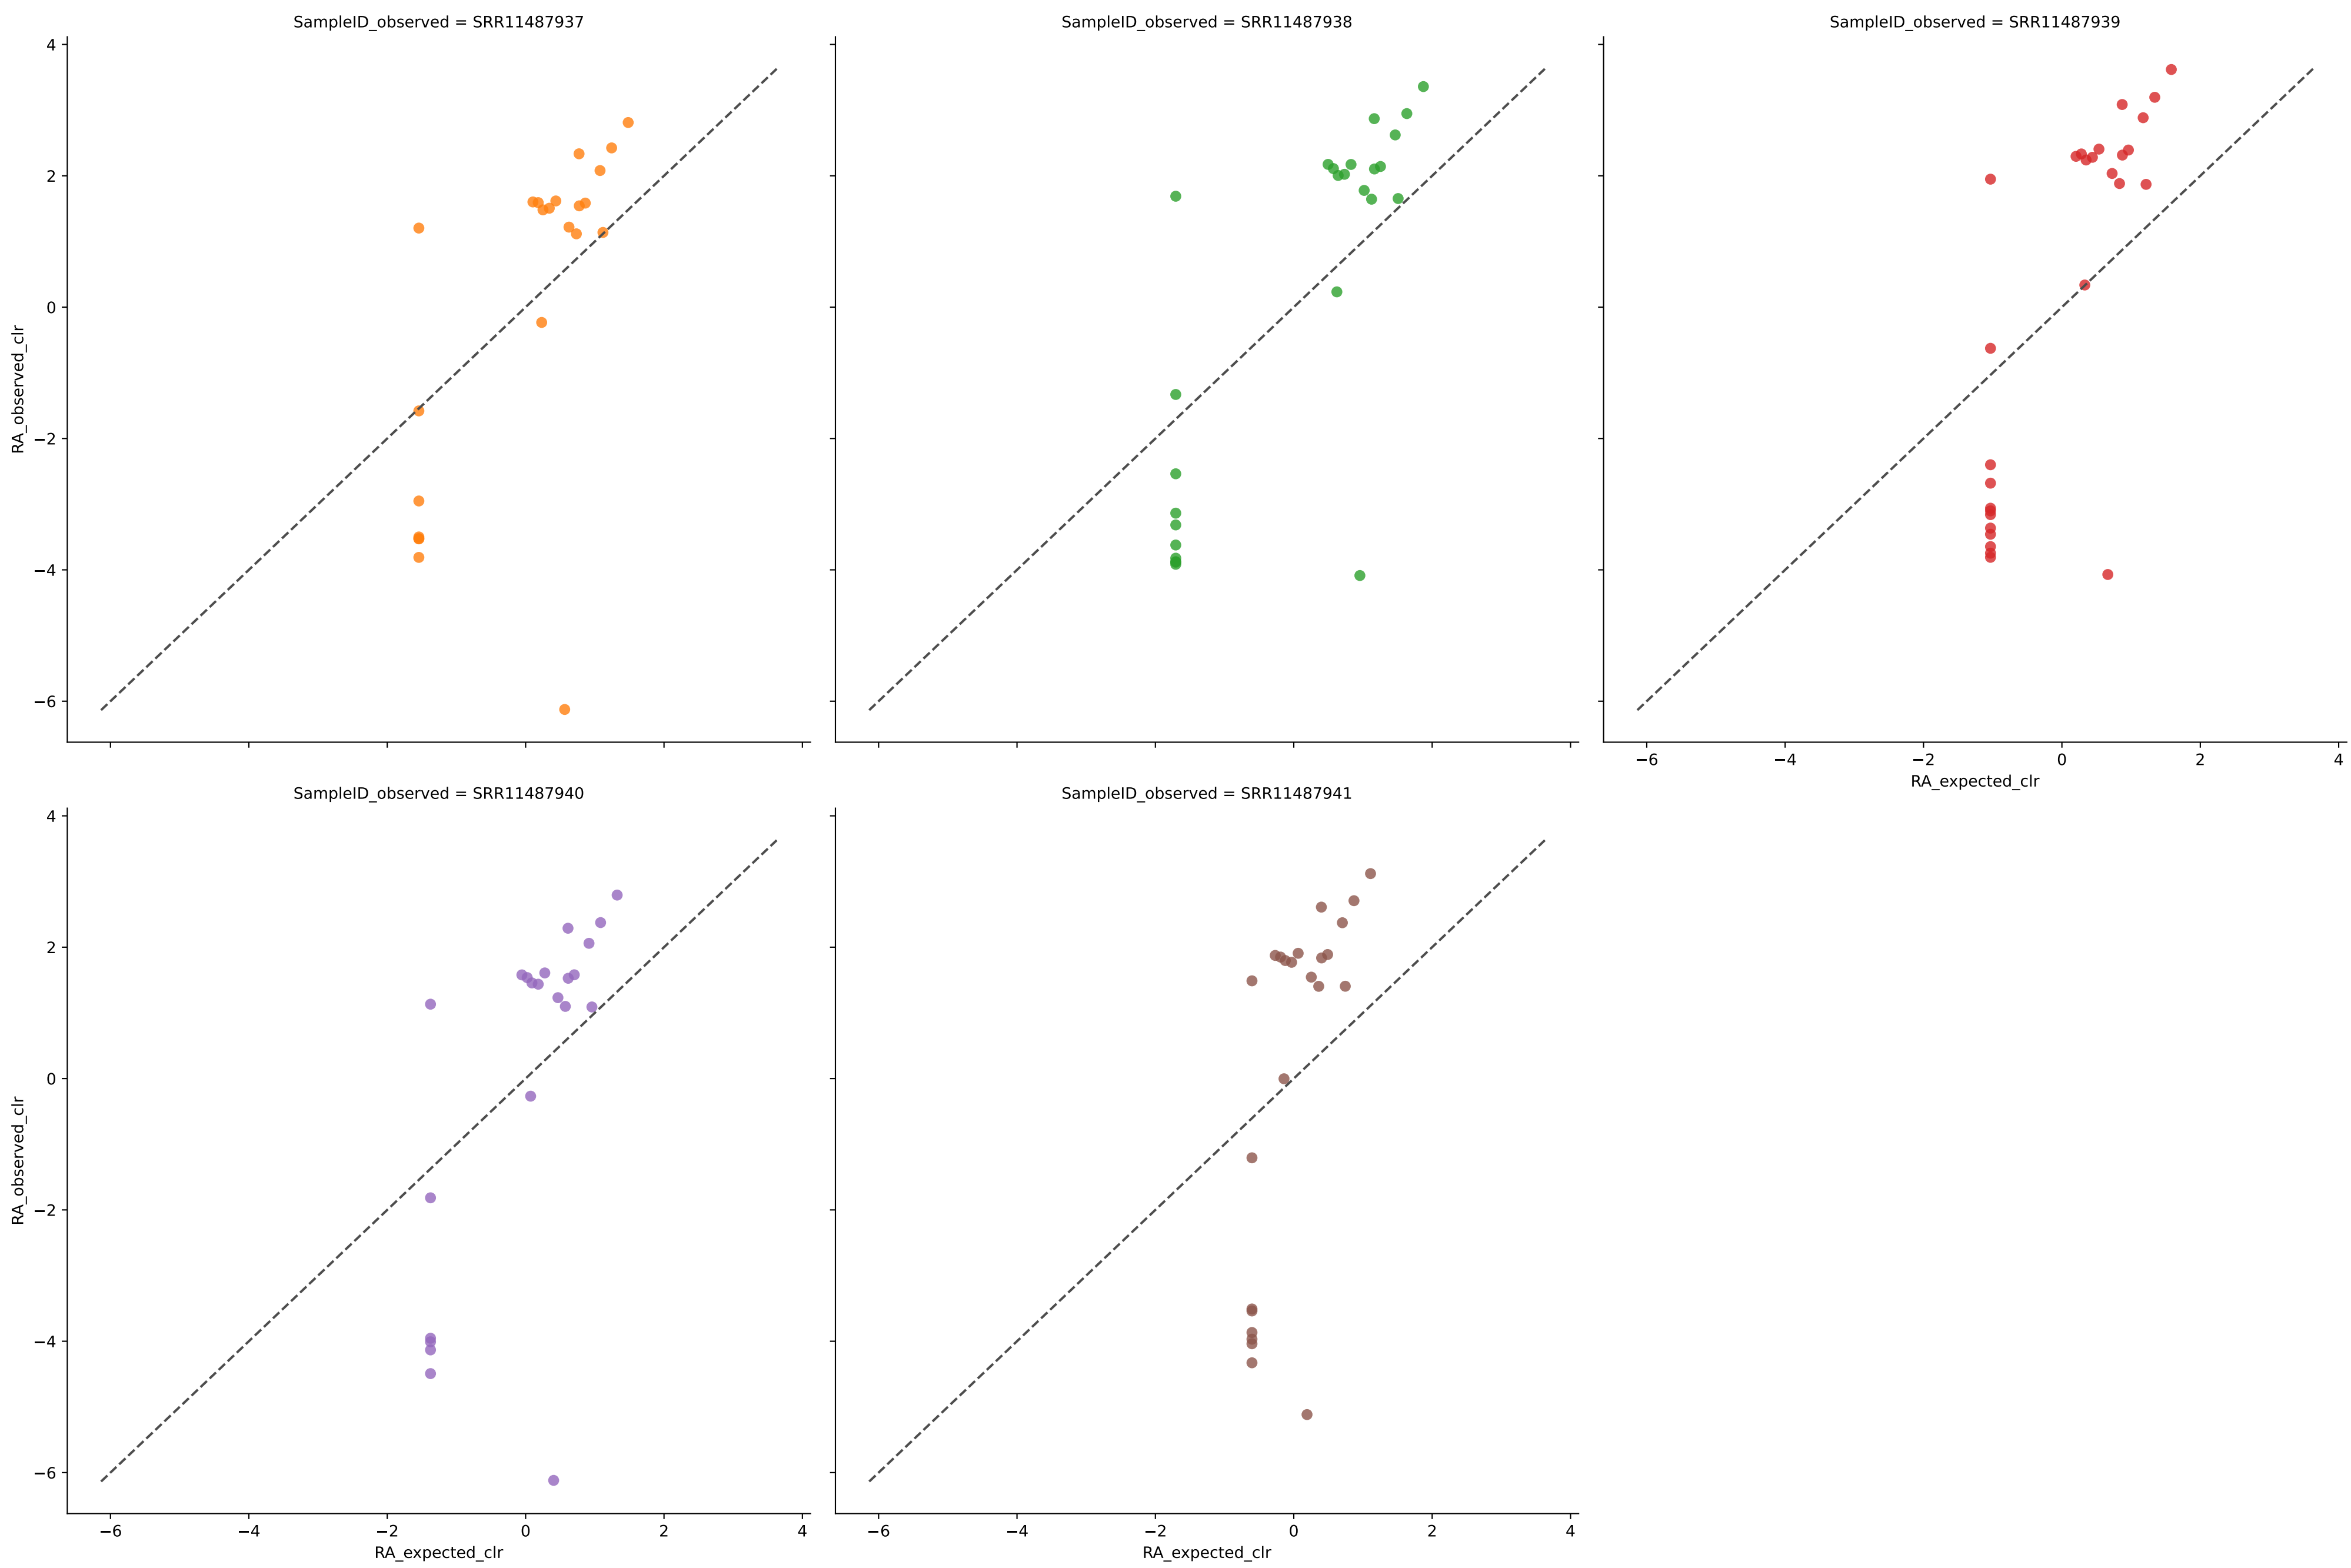 SampleID_observed = SRR11487937
SampleID_observed = SRR11487938
SampleID_observed = SRR11487939
4
2
0
−2
−4
−6
RA_observed_clr
−6 −4 −2 0 2 4
RA_expected_clr
SampleID_observed = SRR11487940
SampleID_observed = SRR11487941
4
2
0
−2
−4
−6
RA_observed_clr
−6 −4 −2 0 2 4
RA_expected_clr
−6 −4 −2 0 2 4
RA_expected_clr